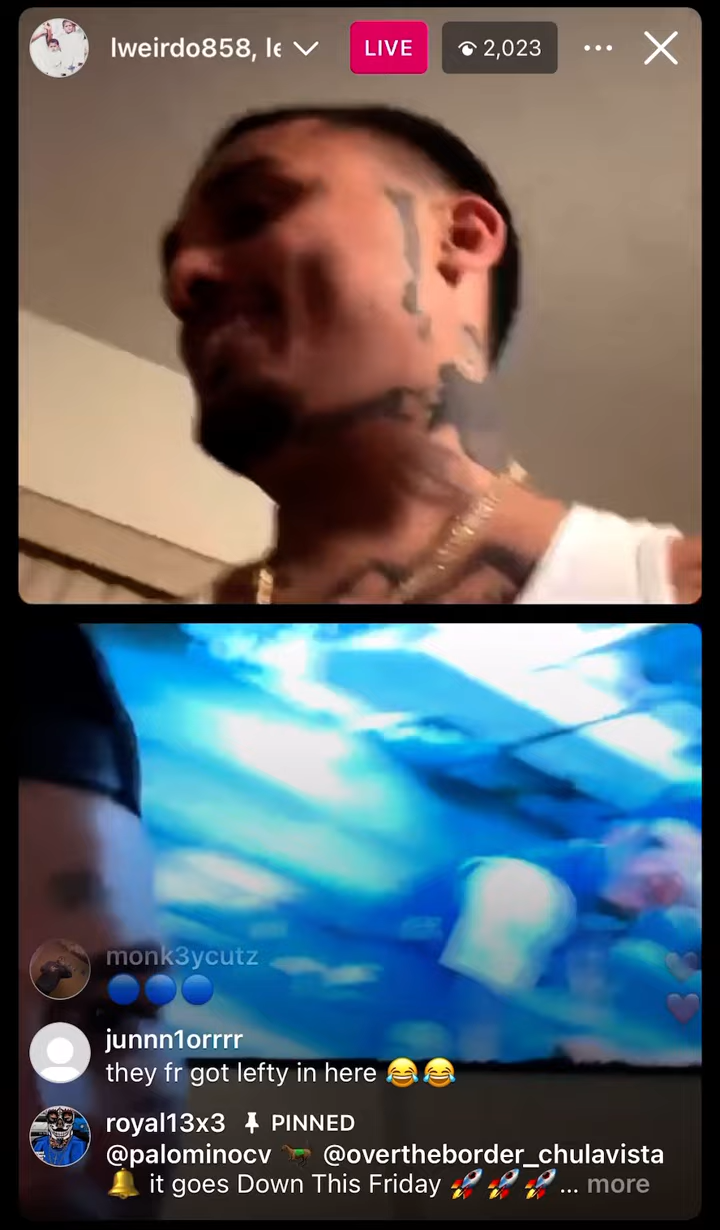 lweirdo858, le
LIVE
2,023
monk3ycutz
🔵🔵🔵
junnn1orrrr
they fr got lefty in here 😂😂
royal13x3 📌 PINNED
@palominocv 🐎 @overtheborder_chulavista
🔔 it goes Down This Friday 🚀🚀🚀... more